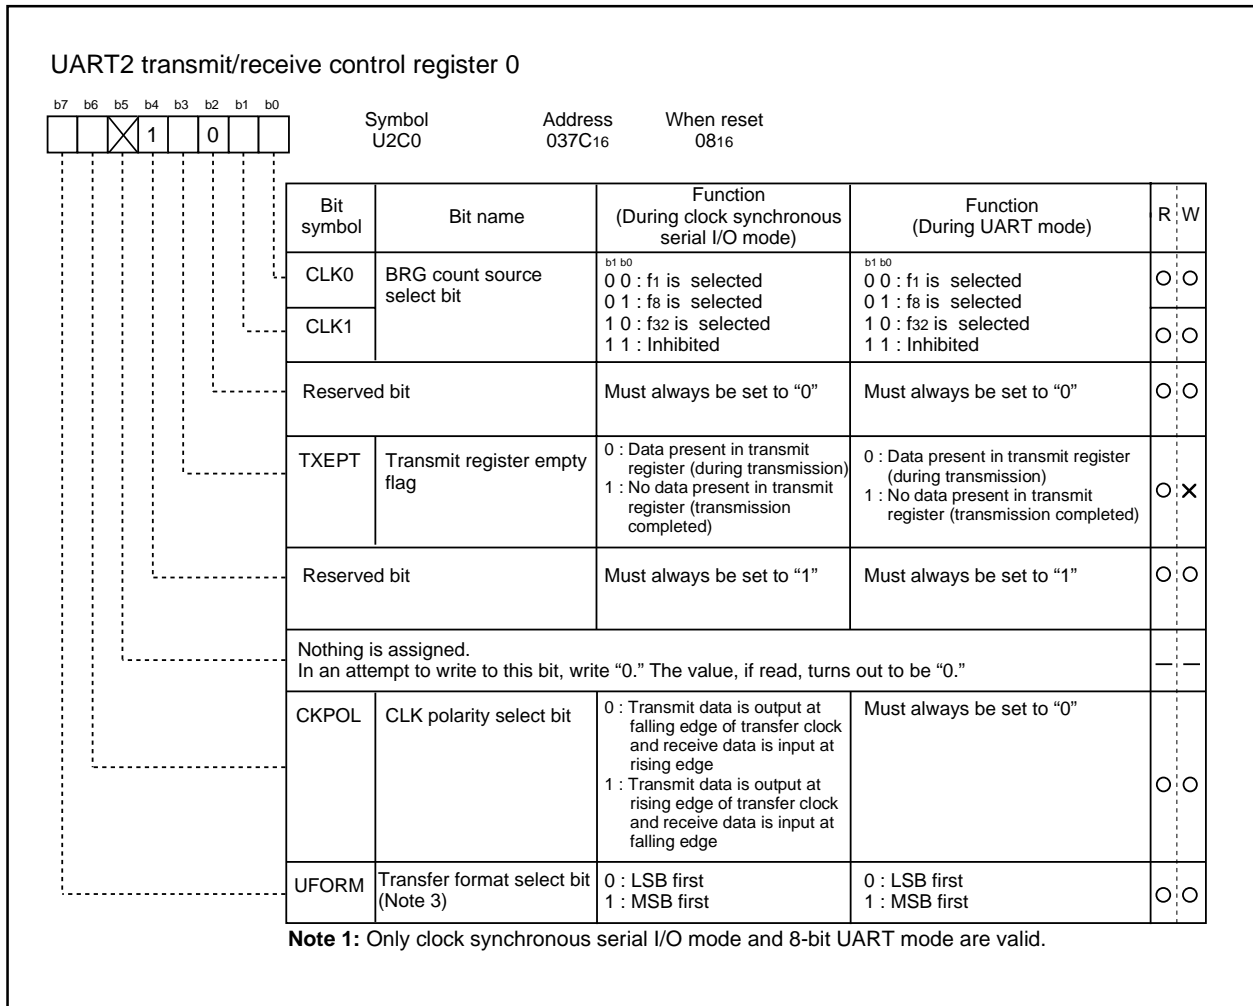 UART2 transmit/receive control register 0
b7 b6 b5 b4 b3 b2 b1 b0
1 0
Symbol Address When reset
U2C0 037C16 0816
Bit symbol
Bit name
Function
(During clock synchronous
serial I/O mode)
Function
(During UART mode)
R W
CLK0
CLK1
BRG count source
select bit
b1 b0
0 0 : f1 is selected
0 1 : f8 is selected
1 0 : f32 is selected
1 1 : Inhibited
b1 b0
0 0 : f1 is selected
0 1 : f8 is selected
1 0 : f32 is selected
1 1 : Inhibited
Reserved bit
Must always be set to “0”
Must always be set to “0”
TXEPT
Transmit register empty
flag
0 : Data present in transmit
register (during transmission)
1 : No data present in transmit
register (transmission
completed)
0 : Data present in transmit register
(during transmission)
1 : No data present in transmit
register (transmission completed)
Reserved bit
Must always be set to “1”
Must always be set to “1”
Nothing is assigned.
In an attempt to write to this bit, write “0.” The value, if read, turns out to be “0.”
CKPOL
CLK polarity select bit
0 : Transmit data is output at
falling edge of transfer clock
and receive data is input at
rising edge
1 : Transmit data is output at
rising edge of transfer clock
and receive data is input at
falling edge
Must always be set to “0”
UFORM
Transfer format select bit
(Note 3)
0 : LSB first
1 : MSB first
0 : LSB first
1 : MSB first
Note 1: Only clock synchronous serial I/O mode and 8-bit UART mode are valid.